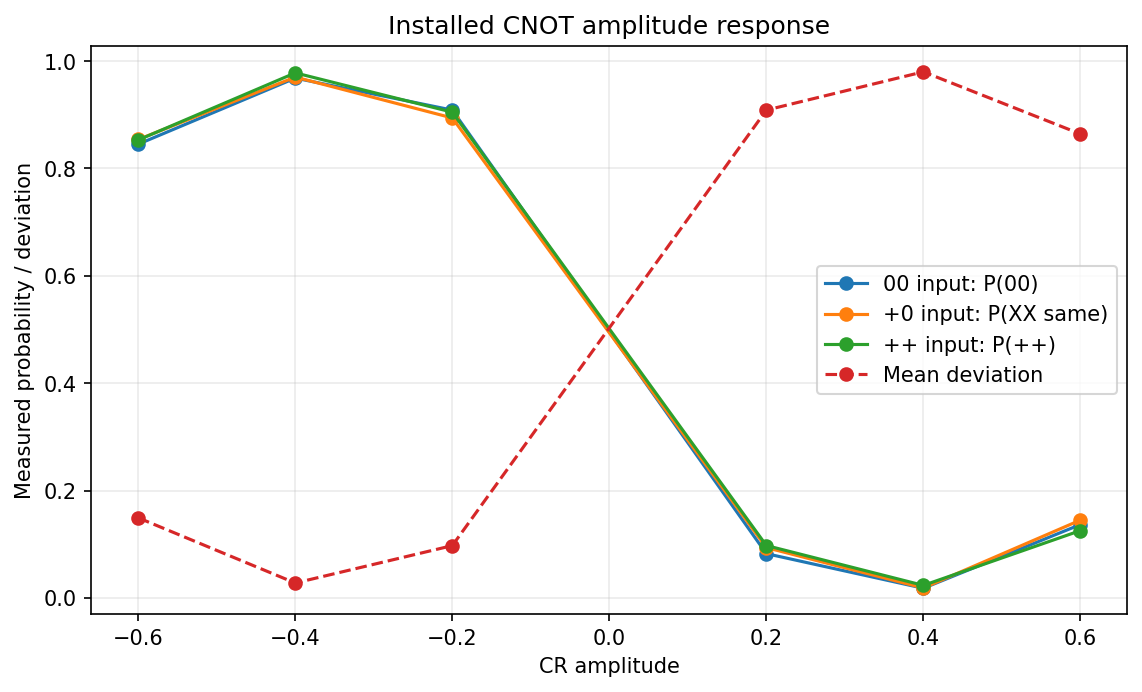 Installed CNOT amplitude response
Measured probability / deviation
1.0
0.8
0.6
0.4
0.2
0.0
00 input: P(00)
+0 input: P(XX same)
++ input: P(++)
Mean deviation
−0.6
−0.4
−0.2
0.0
0.2
0.4
0.6
CR amplitude